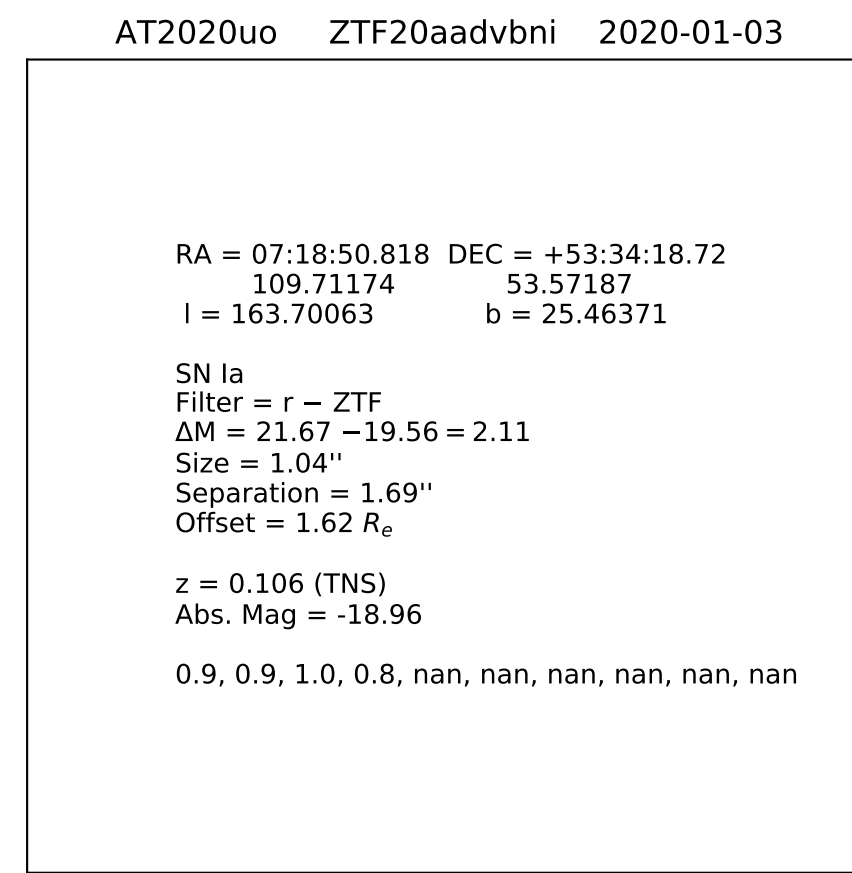 AT2020uo ZTF20aadvbni 2020-01-03
RA = 07:18:50.818 DEC = +53:34:18.72
109.71174 53.57187
l = 163.70063 b = 25.46371
SN Ia
Filter = r − ZTF
ΔM = 21.67 −19.56 = 2.11
Size = 1.04''
Separation = 1.69''
Offset = 1.62 Re
z = 0.106 (TNS)
Abs. Mag = -18.96
0.9, 0.9, 1.0, 0.8, nan, nan, nan, nan, nan, nan